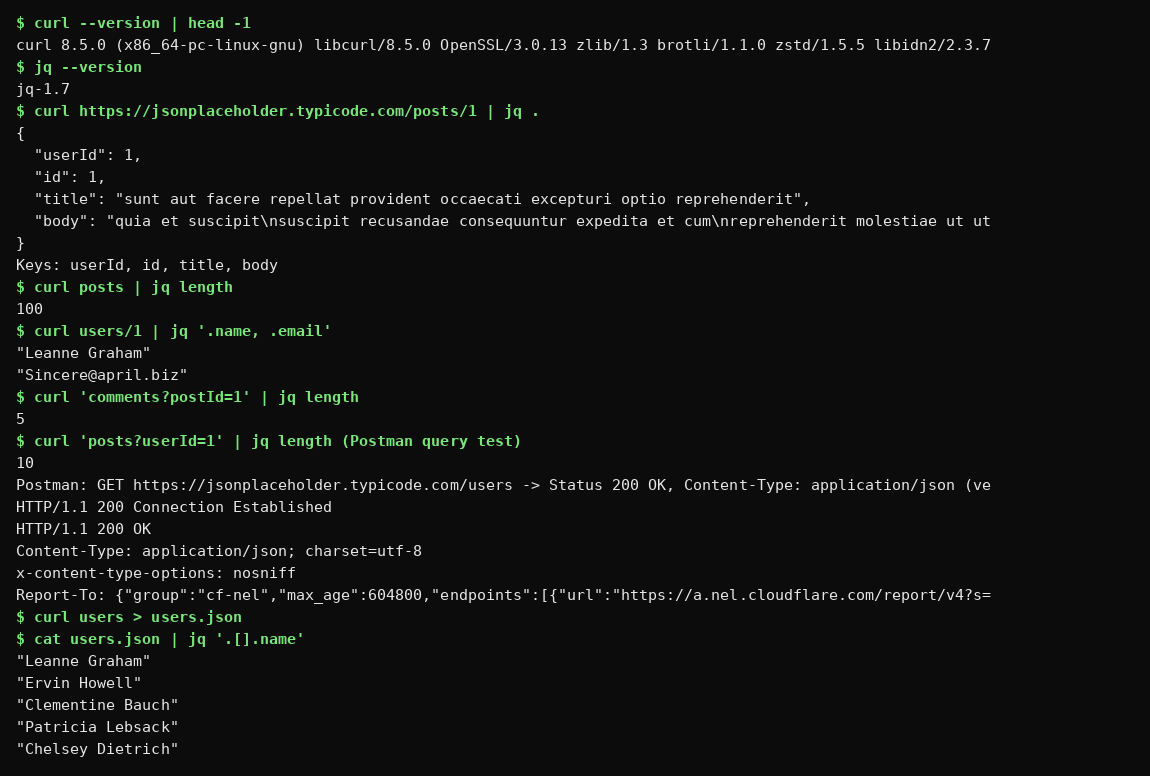 $ curl --version | head -1
curl 8.5.0 (x86_64-pc-linux-gnu) libcurl/8.5.0 OpenSSL/3.0.13 zlib/1.3 brotli/1.1.0 zstd/1.5.5 libidn2/2.3.7
$ jq --version
jq-1.7
$ curl https://jsonplaceholder.typicode.com/posts/1 | jq .
{
  "userId": 1,
  "id": 1,
  "title": "sunt aut facere repellat provident occaecati excepturi optio reprehenderit",
  "body": "quia et suscipit\nsuscipit recusandae consequuntur expedita et cum\nreprehenderit molestiae ut ut
}
Keys: userId, id, title, body
$ curl posts | jq length
100
$ curl users/1 | jq '.name, .email'
"Leanne Graham"
"Sincere@april.biz"
$ curl 'comments?postId=1' | jq length
5
$ curl 'posts?userId=1' | jq length (Postman query test)
10
Postman: GET https://jsonplaceholder.typicode.com/users -> Status 200 OK, Content-Type: application/json (ve
HTTP/1.1 200 Connection Established
HTTP/1.1 200 OK
Content-Type: application/json; charset=utf-8
x-content-type-options: nosniff
Report-To: {"group":"cf-nel","max_age":604800,"endpoints":[{"url":"https://a.nel.cloudflare.com/report/v4?s=
$ curl users > users.json
$ cat users.json | jq '.[].name'
"Leanne Graham"
"Ervin Howell"
"Clementine Bauch"
"Patricia Lebsack"
"Chelsey Dietrich"